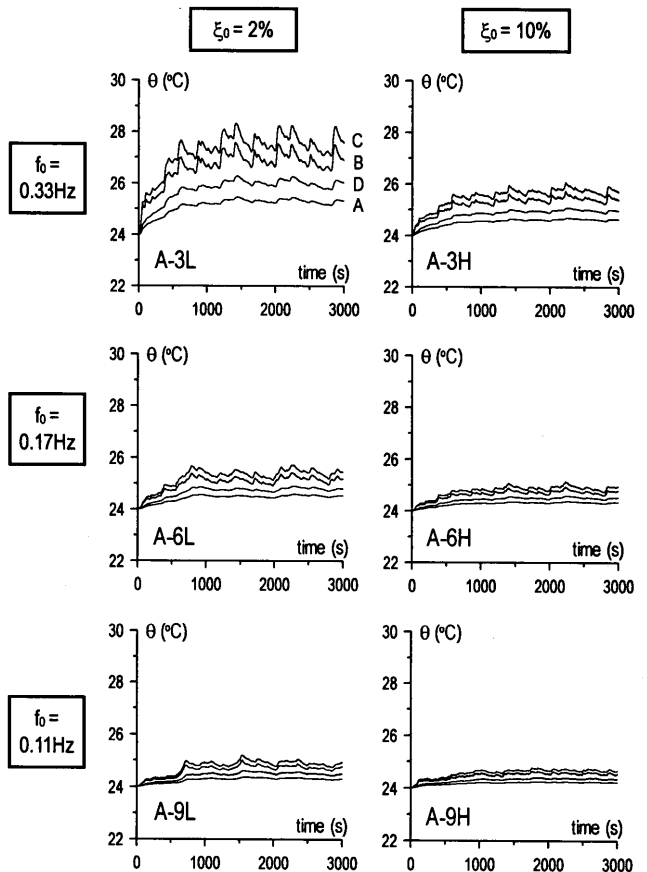 ξ₀ = 2%
ξ₀ = 10%
f₀ =
0.33Hz
θ (°C)
30
28
26
24
22
C
B
D
A
A-3L
time (s)
0 1000 2000 3000
θ (°C)
30
28
26
24
22
A-3H
time (s)
0 1000 2000 3000
f₀ =
0.17Hz
θ (°C)
30
28
26
24
22
A-6L
time (s)
0 1000 2000 3000
θ (°C)
30
28
26
24
22
A-6H
time (s)
0 1000 2000 3000
f₀ =
0.11Hz
θ (°C)
30
28
26
24
22
A-9L
time (s)
0 1000 2000 3000
θ (°C)
30
28
26
24
22
A-9H
time (s)
0 1000 2000 3000